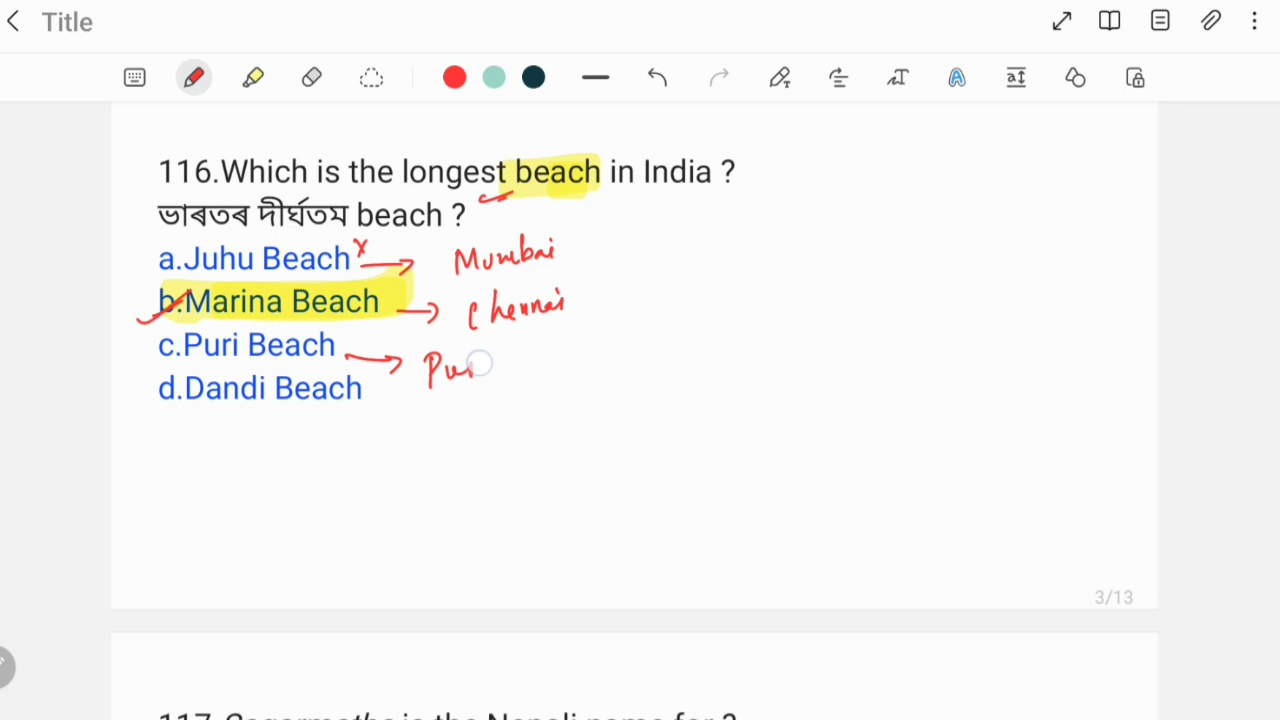 Title
116.Which is the longest beach in India ?
ভাৰতৰ দীৰ্ঘতম beach ?
a.Juhu Beach x → Mumbai
b.Marina Beach → Chennai
c.Puri Beach → Puri
d.Dandi Beach
3/13